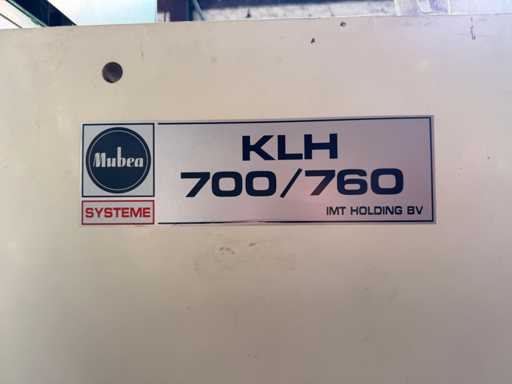 Mubea
SYSTEME
KLH
700/760
IMT HOLDING BV